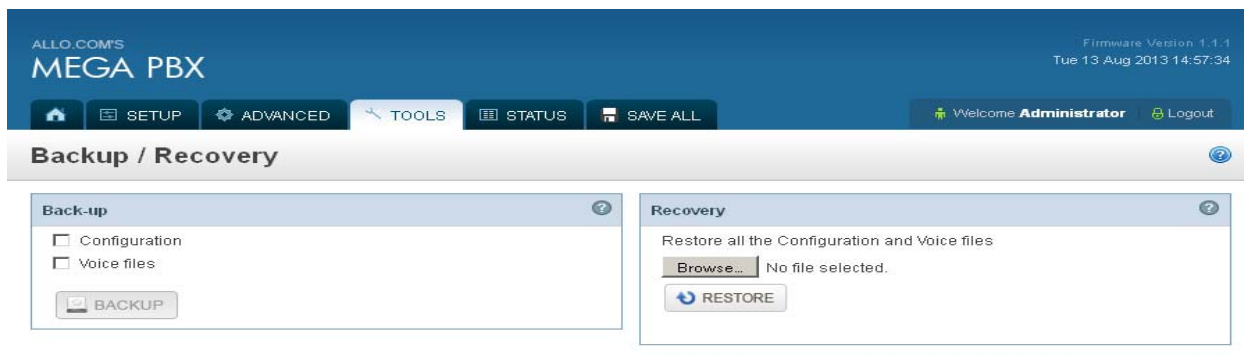 ALLO.COM'S
MEGA PBX
Firmware Version 1.1.1
Tue 13 Aug 2013 14:57:34
SETUP ADVANCED TOOLS STATUS SAVE ALL Welcome Administrator Logout
Backup / Recovery
Back-up
Configuration
Voice files
BACKUP
Recovery
Restore all the Configuration and Voice files
Browse... No file selected.
RESTORE